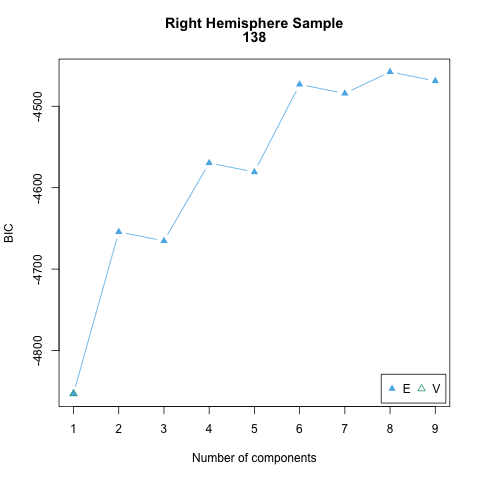 Right Hemisphere Sample
138
BIC
-4500
-4600
-4700
-4800
E V
1 2 3 4 5 6 7 8 9
Number of components